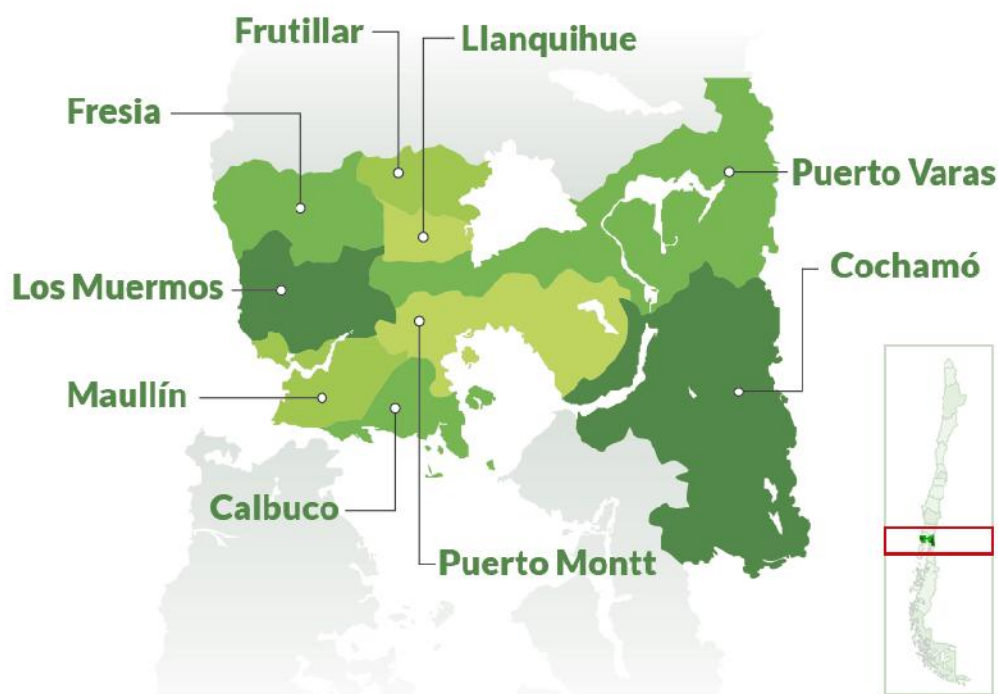 Frutillar
Llanquihue
Fresia
Puerto Varas
Cochamó
Los Muermos
Maullín
Calbuco
Puerto Montt